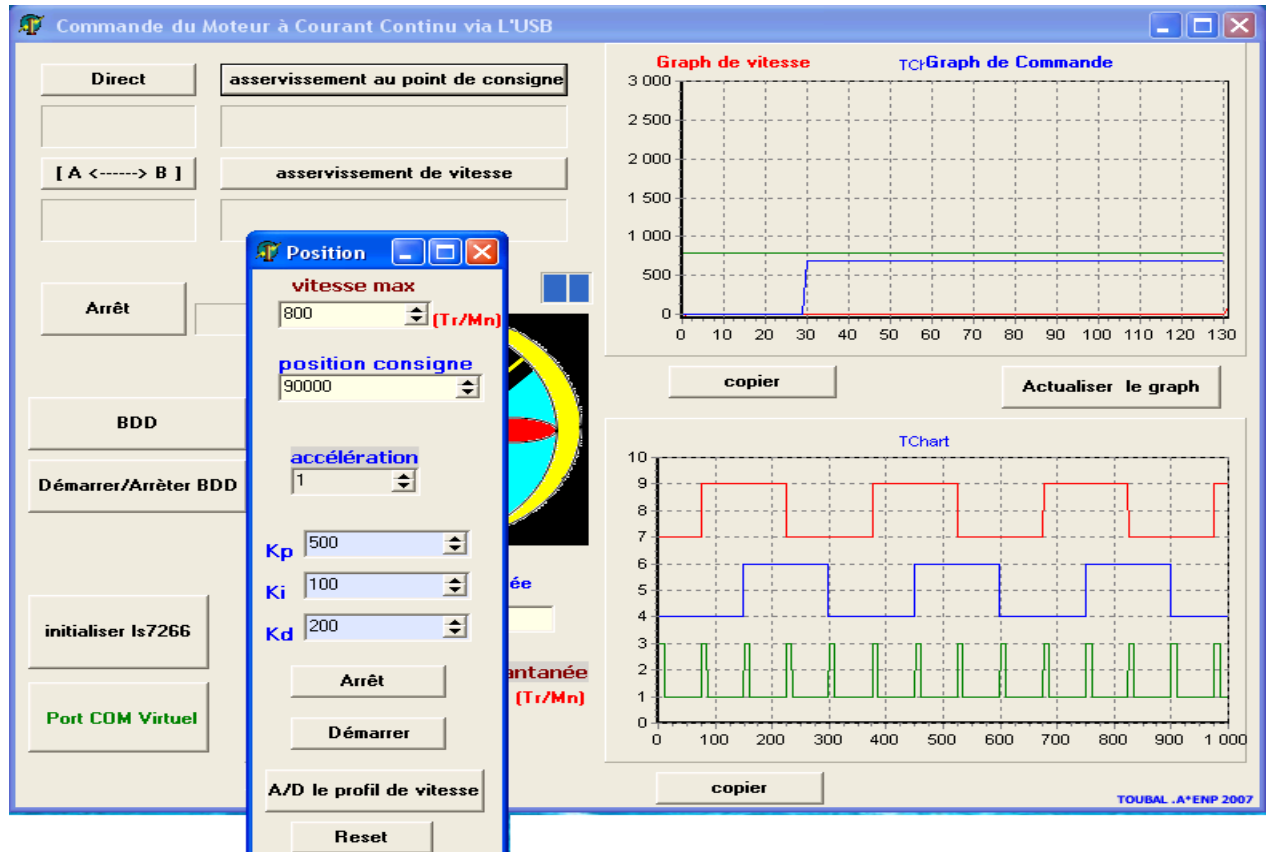 Commande du Moteur à Courant Continu via L'USB
Direct
asservissement au point de consigne
[ A <------> B ]
asservissement de vitesse
Arrêt
BDD
Démarrer/Arrèter BDD
initialiser ls7266
Port COM Virtuel
Position
vitesse max
800
(Tr/Mn)
position consigne
90000
accélération
1
Kp
500
Ki
100
Kd
200
Arrêt
Démarrer
A/D le profil de vitesse
Reset
ée
antanée
(Tr/Mn)
Graph de vitesse
Graph de Commande
3 000
2 500
2 000
1 500
1 000
500
0
0 10 20 30 40 50 60 70 80 90 100 110 120 130
copier
Actualiser le graph
TChart
10
9
8
7
6
5
4
3
2
1
0
0 100 200 300 400 500 600 700 800 900 1 000
copier
TOUBAL .A*ENP 2007